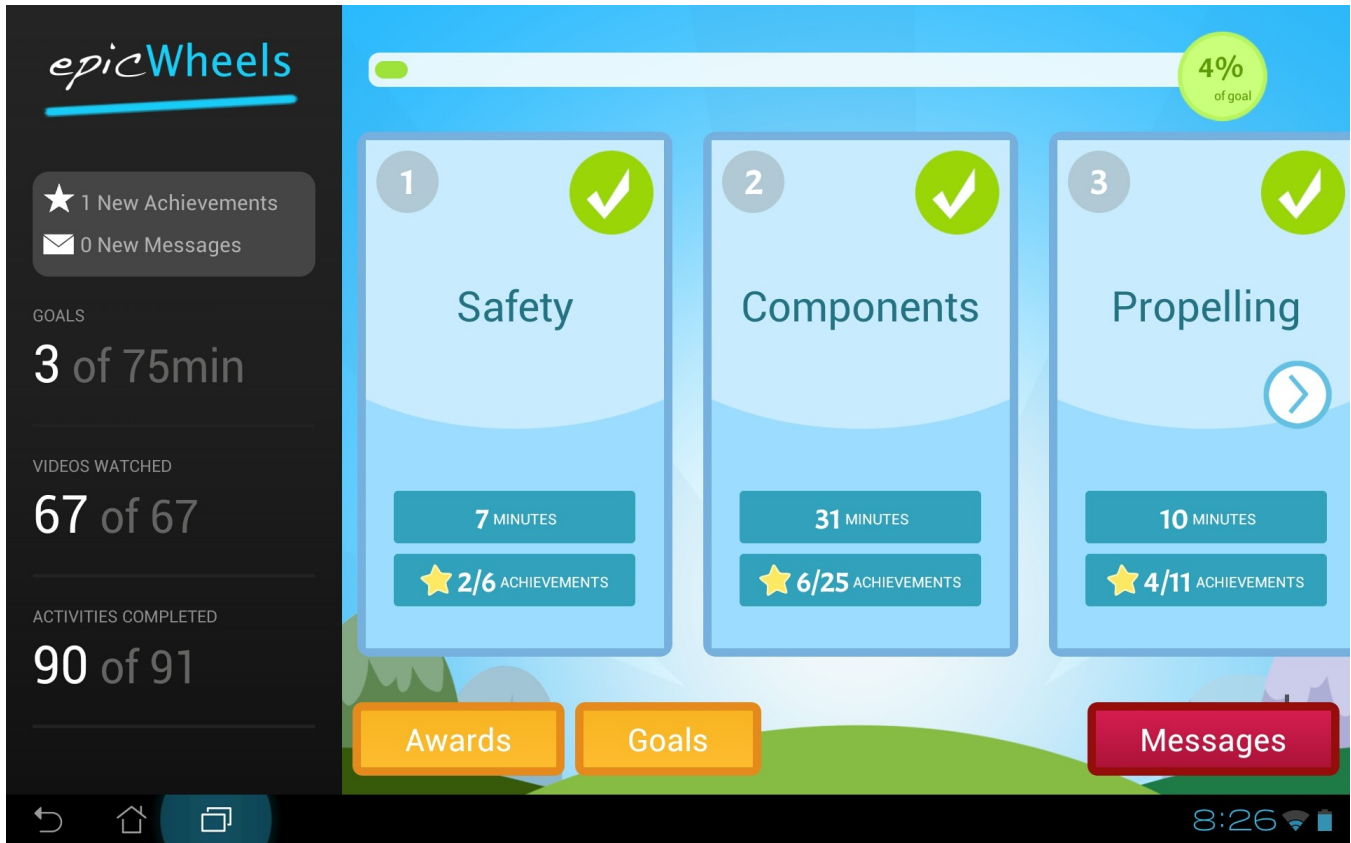 epicWheels
1 New Achievements
0 New Messages
GOALS
3 of 75min
VIDEOS WATCHED
67 of 67
ACTIVITIES COMPLETED
90 of 91
4%
of goal
1
Safety
7 MINUTES
2/6 ACHIEVEMENTS
2
Components
31 MINUTES
6/25 ACHIEVEMENTS
3
Propelling
10 MINUTES
4/11 ACHIEVEMENTS
Awards
Goals
Messages
8:26